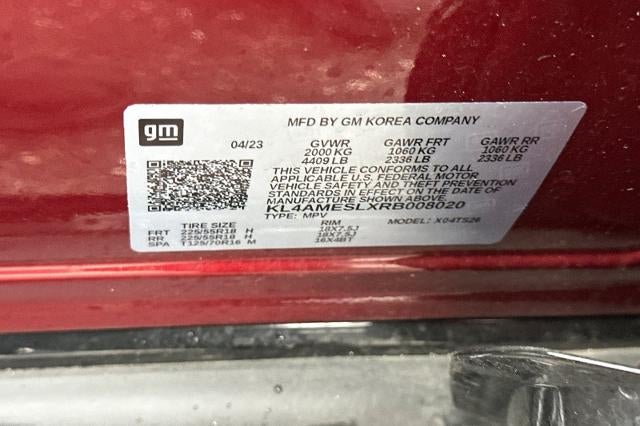 gm
MFD BY GM KOREA COMPANY
04/23 GVWR GAWR FRT GAWR RR
2000 KG 1060 KG 1060 KG
4409 LB 2336 LB 2336 LB
THIS VEHICLE CONFORMS TO ALL
APPLICABLE U.S. FEDERAL MOTOR
VEHICLE SAFETY AND THEFT PREVENTION
STANDARDS IN EFFECT ON THE DATE OF
MANUFACTURE SHOWN ABOVE
KL4AMESLXRB008020
TYPE: MPV MODEL: X04TS26
TIRE SIZE RIM
FRT 225/55R18 H 18X7.5J
RR 225/55R18 H 18X7.5J
SPA T125/70R16 M 16X4BT